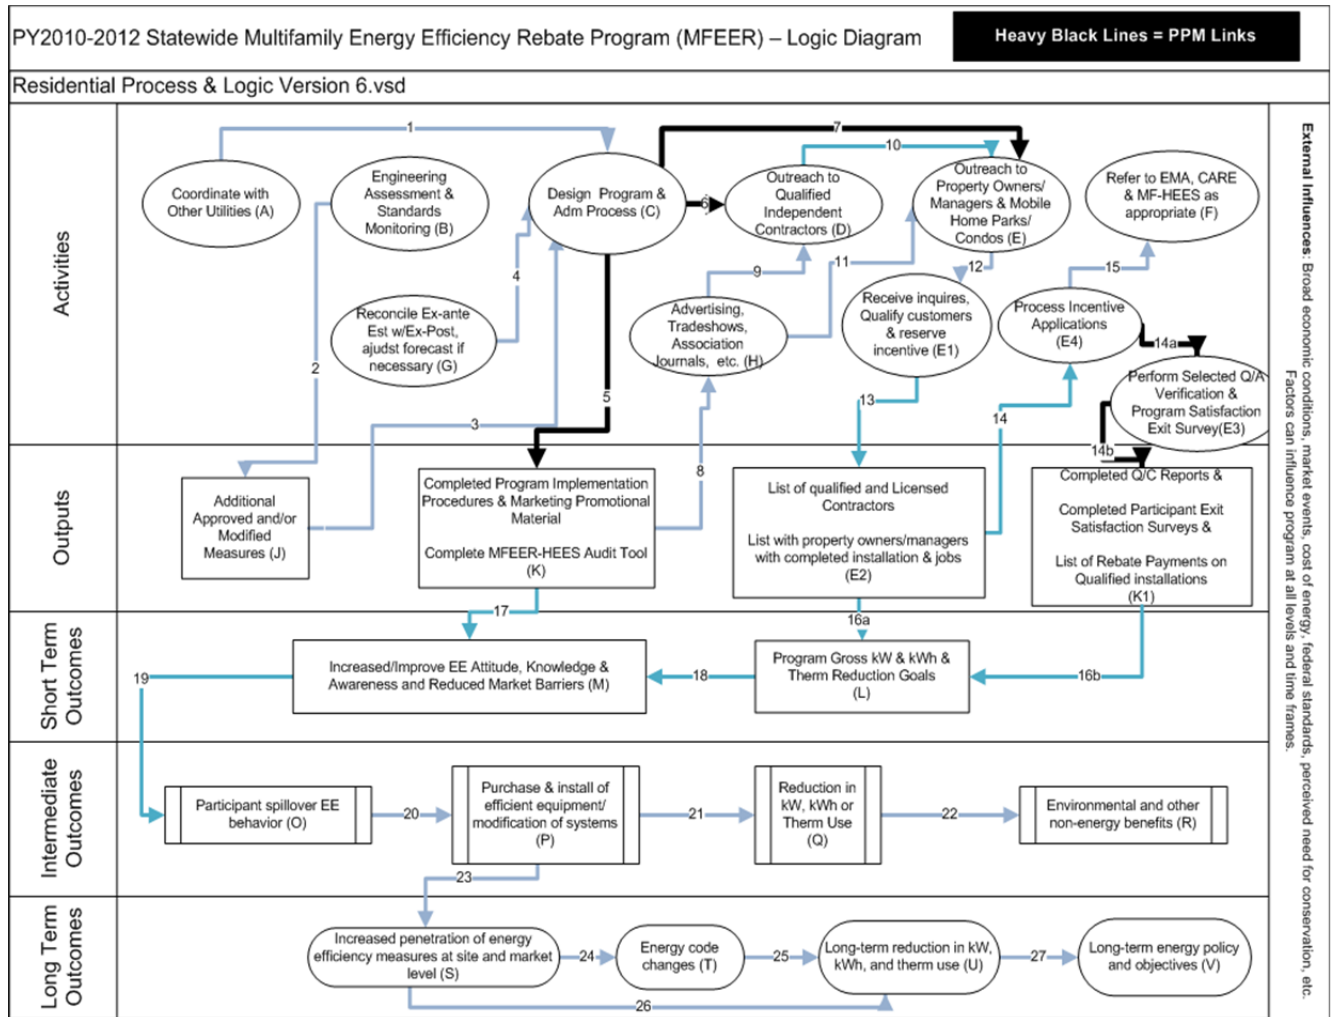 PY2010-2012 Statewide Multifamily Energy Efficiency Rebate Program (MFEER) – Logic Diagram
Heavy Black Lines = PPM Links
Residential Process & Logic Version 6.vsd
Activities
1
7
10
Coordinate with
Other Utilities (A)
Engineering
Assessment &
Standards
Monitoring (B)
Design Program &
Adm Process (C)
6
Outreach to
Qualified
Independent
Contractors (D)
Outreach to
Property Owners/
Managers & Mobile
Home Parks/
Condos (E)
Refer to EMA, CARE
& MF-HEES as
appropriate (F)
4
9
11
12
15
Reconcile Ex-ante
Est w/Ex-Post,
ajudst forecast if
necessary (G)
Advertising,
Tradeshows,
Association
Journals, etc. (H)
Receive inquires,
Qualify customers
& reserve
incentive (E1)
Process Incentive
Applications
(E4)
14a
Perform Selected Q/A
Verification &
Program Satisfaction
Exit Survey(E3)
2
5
13
3
14
14b
8
Outputs
Additional
Approved and/or
Modified
Measures (J)
Completed Program Implementation
Procedures & Marketing Promotional
Material
Complete MFEER-HEES Audit Tool
(K)
List of qualified and Licensed
Contractors
List with property owners/managers
with completed installation & jobs
(E2)
Completed Q/C Reports &
Completed Participant Exit
Satisfaction Surveys &
List of Rebate Payments on
Qualified installations
(K1)
17
16a
Short Term
Outcomes
19
Increased/Improve EE Attitude, Knowledge &
Awareness and Reduced Market Barriers (M)
18
Program Gross kW & kWh &
Therm Reduction Goals
(L)
16b
Intermediate
Outcomes
Participant spillover EE
behavior (O)
20
Purchase & install of
efficient equipment/
modification of systems
(P)
21
Reduction in
kW, kWh or
Therm Use
(Q)
22
Environmental and other
non-energy benefits (R)
23
Long Term
Outcomes
Increased penetration of energy
efficiency measures at site and market
level (S)
24
Energy code
changes (T)
25
Long-term reduction in kW,
kWh, and therm use (U)
27
Long-term energy policy
and objectives (V)
26
External Influences: Broad economic conditions, market events, cost of energy, federal standards, perceived need for conservation, etc.
Factors can influence program at all levels and time frames.